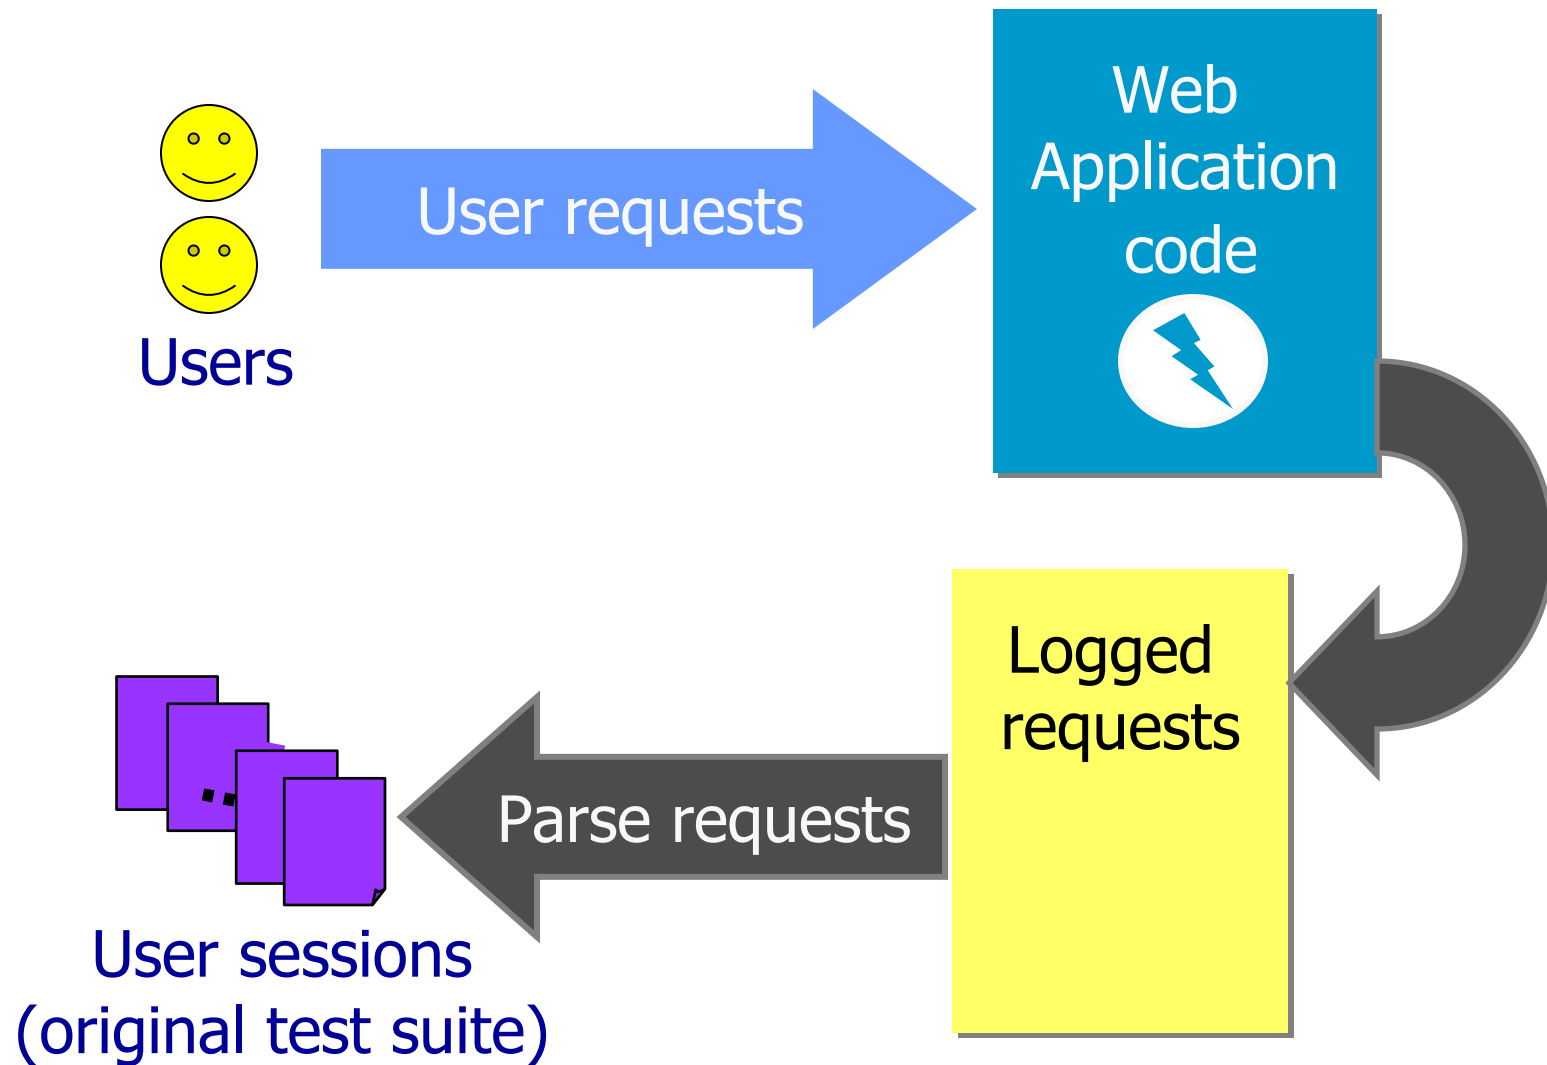 Web
Application
code
User requests
Users
Logged
requests
Parse requests
User sessions
(original test suite)